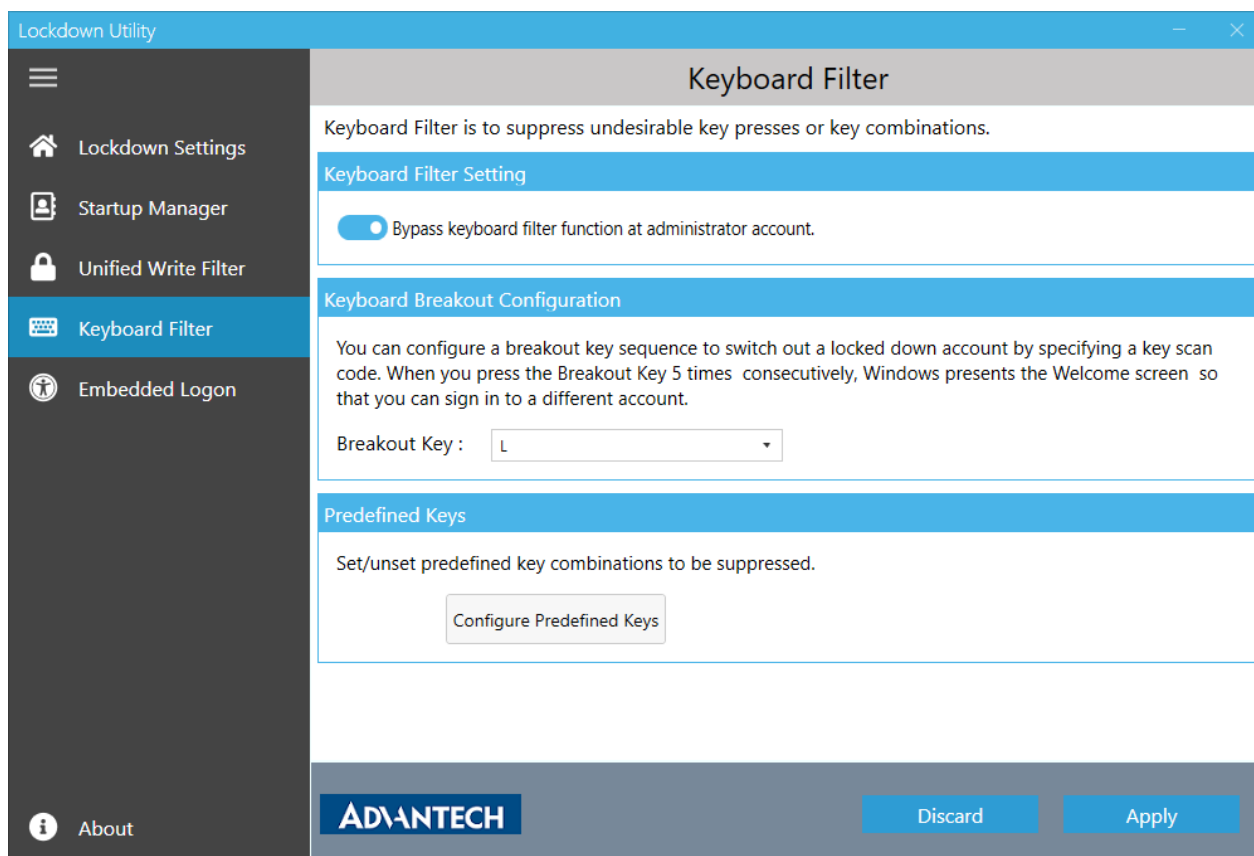 Lockdown Utility
Lockdown Settings
Startup Manager
Unified Write Filter
Keyboard Filter
Embedded Logon
About
Keyboard Filter
Keyboard Filter is to suppress undesirable key presses or key combinations.
Keyboard Filter Setting
Bypass keyboard filter function at administrator account.
Keyboard Breakout Configuration
You can configure a breakout key sequence to switch out a locked down account by specifying a key scan
code. When you press the Breakout Key 5 times  consecutively, Windows presents the Welcome screen  so
that you can sign in to a different account.
Breakout Key : L
Predefined Keys
Set/unset predefined key combinations to be suppressed.
Configure Predefined Keys
ADVANTECH
Discard Apply